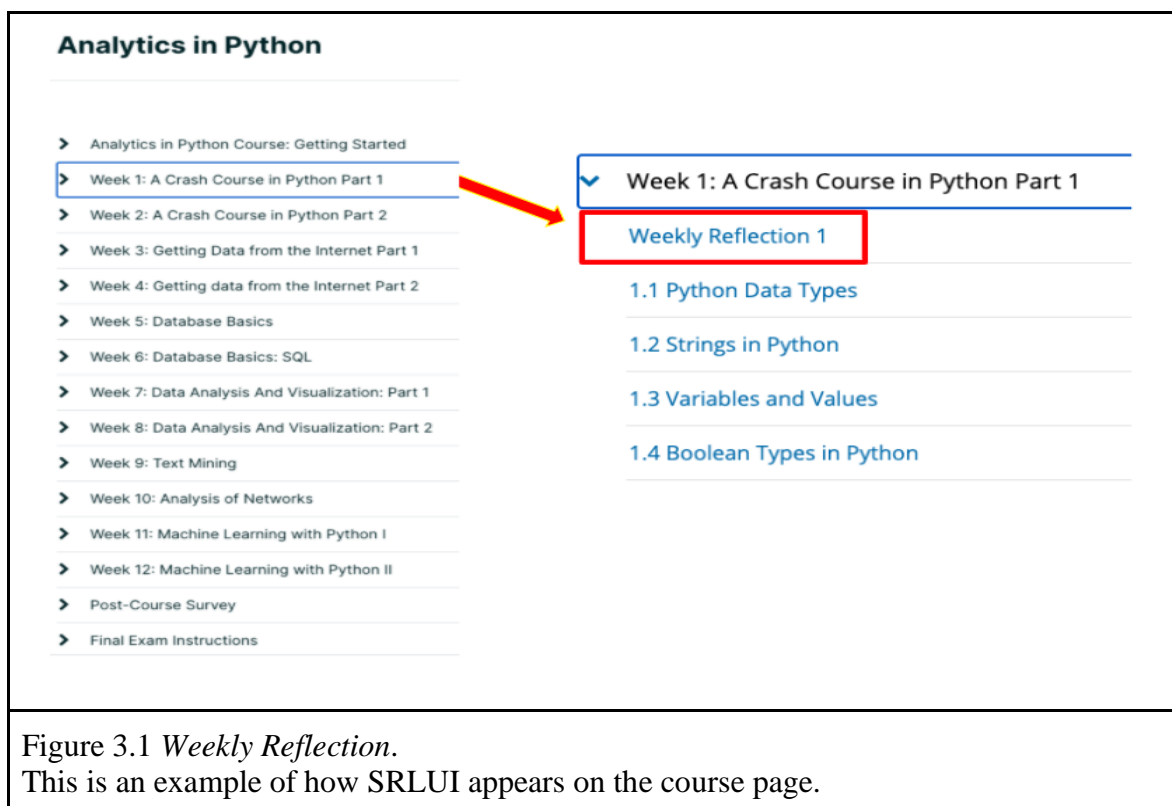 Analytics in Python
Analytics in Python Course: Getting Started
Week 1: A Crash Course in Python Part 1
Week 2: A Crash Course in Python Part 2
Week 3: Getting Data from the Internet Part 1
Week 4: Getting data from the Internet Part 2
Week 5: Database Basics
Week 6: Database Basics: SQL
Week 7: Data Analysis And Visualization: Part 1
Week 8: Data Analysis And Visualization: Part 2
Week 9: Text Mining
Week 10: Analysis of Networks
Week 11: Machine Learning with Python I
Week 12: Machine Learning with Python II
Post-Course Survey
Final Exam Instructions
Week 1: A Crash Course in Python Part 1
Weekly Reflection 1
1.1 Python Data Types
1.2 Strings in Python
1.3 Variables and Values
1.4 Boolean Types in Python
Figure 3.1 Weekly Reflection.
This is an example of how SRLUI appears on the course page.